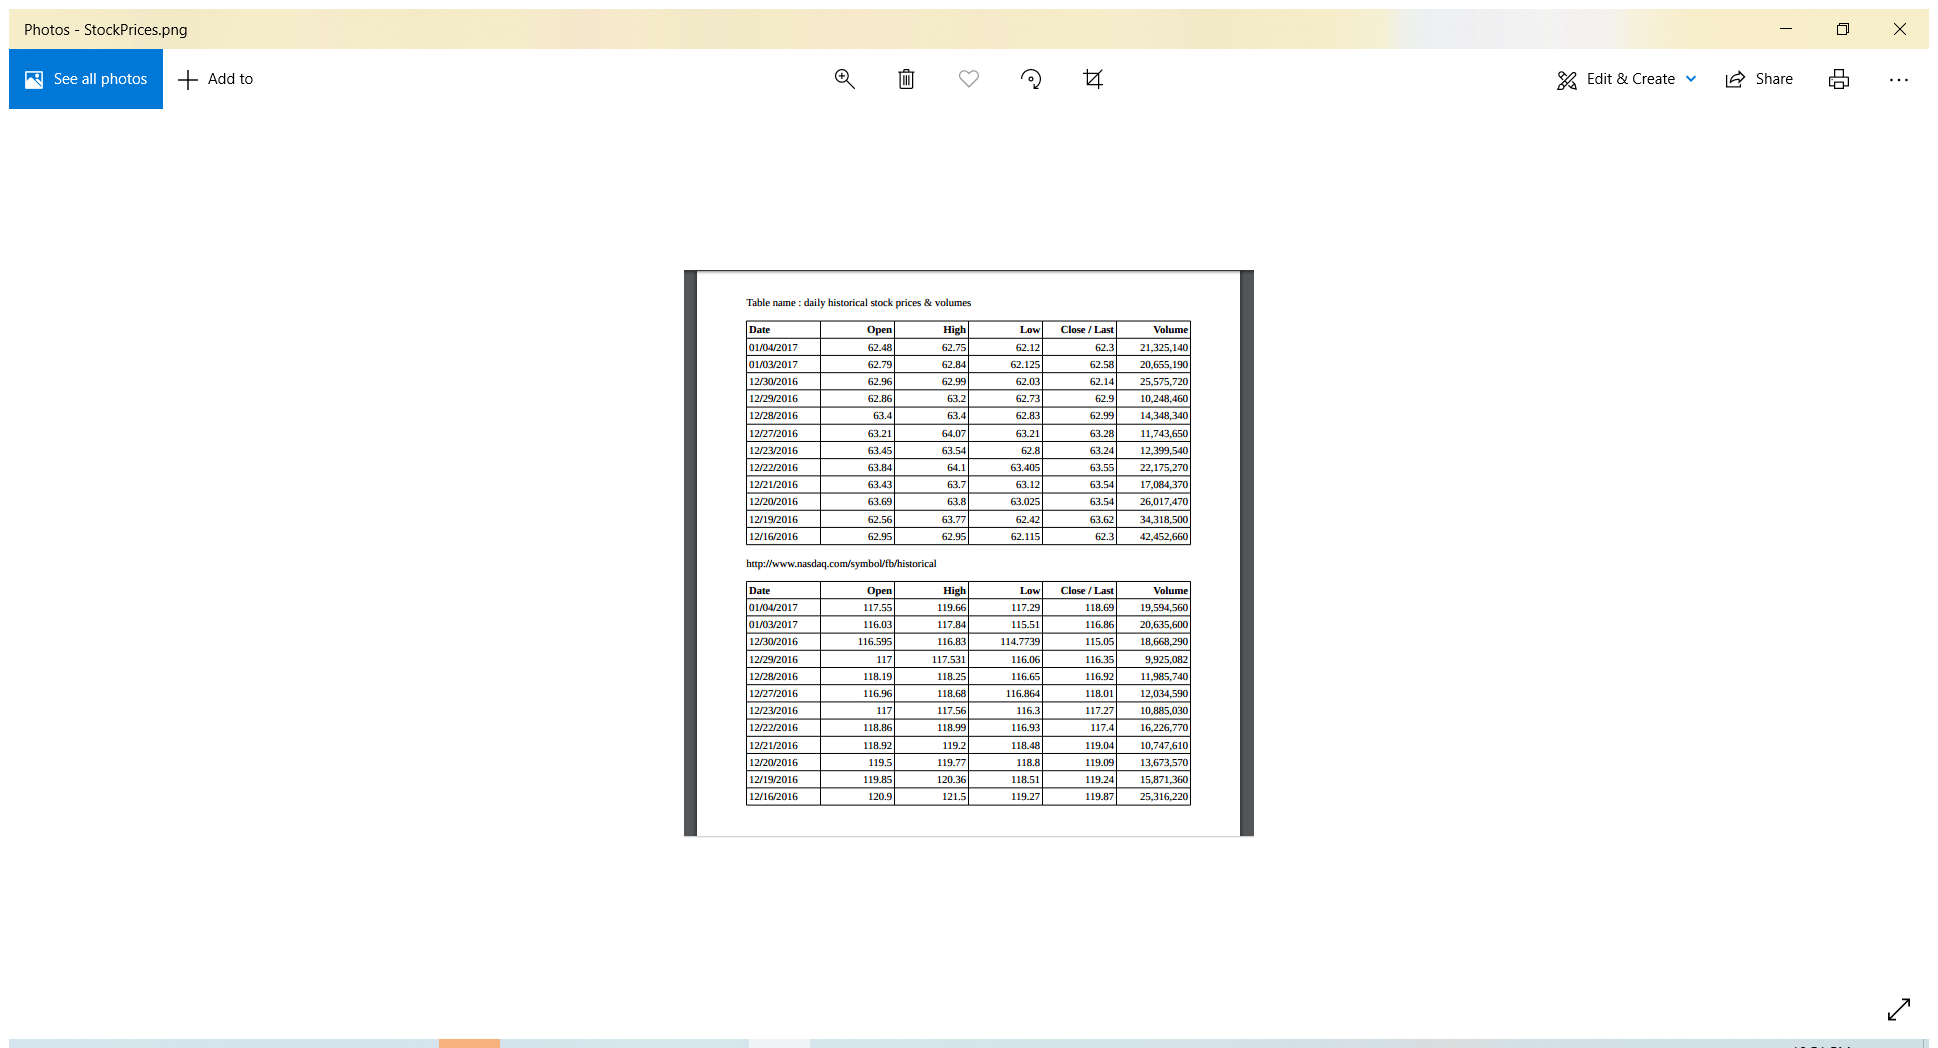 Photos - StockPrices.png
See all photos Add to Edit & Create Share
Table name : daily historical stock prices & volumes
Date Open High Low Close / Last Volume
01/04/2017 62.48 62.75 62.12 62.3 21,325,140
01/03/2017 62.79 62.84 62.125 62.58 20,655,190
12/30/2016 62.96 62.99 62.03 62.14 25,575,720
12/29/2016 62.86 63.2 62.73 62.9 10,248,460
12/28/2016 63.4 63.4 62.83 62.99 14,348,340
12/27/2016 63.21 64.07 63.21 63.28 11,743,650
12/23/2016 63.45 63.54 62.8 63.24 12,399,540
12/22/2016 63.84 64.1 63.405 63.55 22,175,270
12/21/2016 63.43 63.7 63.12 63.54 17,084,370
12/20/2016 63.69 63.8 63.025 63.54 26,017,470
12/19/2016 62.56 63.77 62.42 63.62 34,318,500
12/16/2016 62.95 62.95 62.115 62.3 42,452,660
http://www.nasdaq.com/symbol/fb/historical
Date Open High Low Close / Last Volume
01/04/2017 117.55 119.66 117.29 118.69 19,594,560
01/03/2017 116.03 117.84 115.51 116.86 20,635,600
12/30/2016 116.595 116.83 114.7739 115.05 18,668,290
12/29/2016 117 117.531 116.06 116.35 9,925,082
12/28/2016 118.19 118.25 116.65 116.92 11,985,740
12/27/2016 116.96 118.68 116.864 118.01 12,034,590
12/23/2016 117 117.56 116.3 117.27 10,885,030
12/22/2016 118.86 118.99 116.93 117.4 16,226,770
12/21/2016 118.92 119.2 118.48 119.04 10,747,610
12/20/2016 119.5 119.77 118.8 119.09 13,673,570
12/19/2016 119.85 120.36 118.51 119.24 15,871,360
12/16/2016 120.9 121.5 119.27 119.87 25,316,220